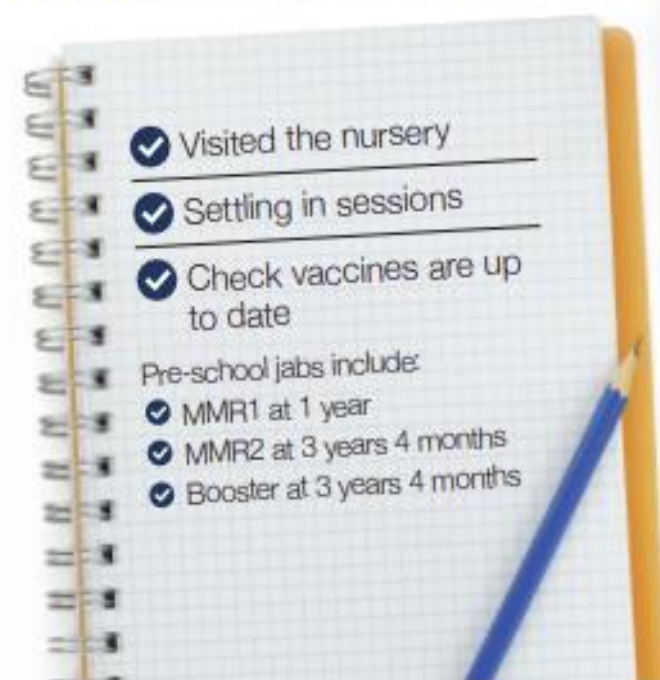 Visited the nursery
Settling in sessions
Check vaccines are up
to date
Pre-school jabs include:
MMR1 at 1 year
MMR2 at 3 years 4 months
Booster at 3 years 4 months